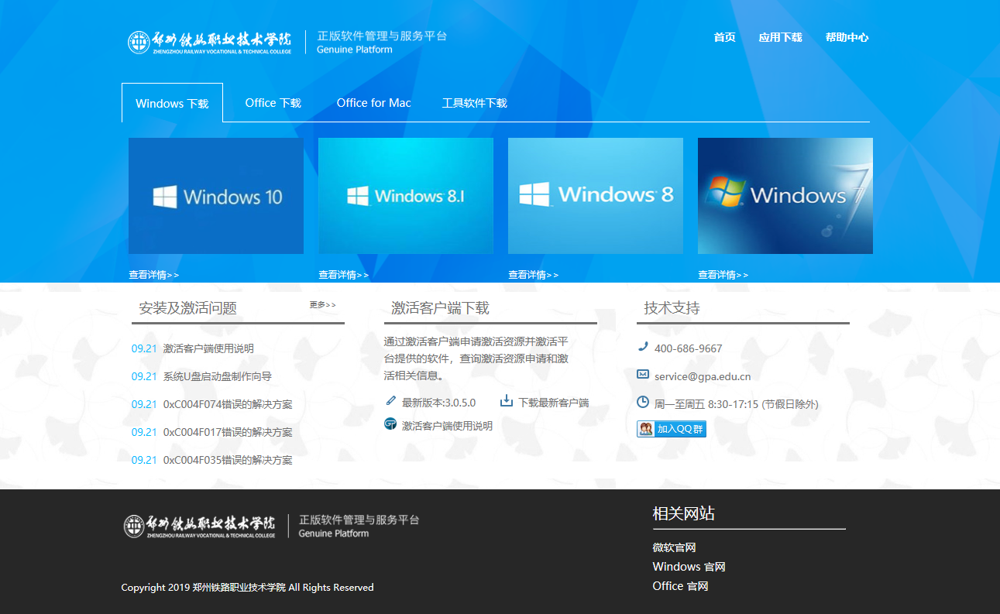 郑州铁路职业技术学院
ZHENGZHOU RAILWAY VOCATIONAL & TECHNICAL COLLEGE
正版软件管理与服务平台
Genuine Platform
首页 应用下载 帮助中心
Windows 下载 Office 下载 Office for Mac 工具软件下载
Windows 10 Windows 8.1 Windows 8 Windows 7
查看详情>> 查看详情>> 查看详情>> 查看详情>>
安装及激活问题 更多>>
09.21 激活客户端使用说明
09.21 系统U盘启动盘制作向导
09.21 0xC004F074错误的解决方案
09.21 0xC004F017错误的解决方案
09.21 0xC004F035错误的解决方案
激活客户端下载
通过激活客户端申请激活资源并激活平
台提供的软件，查询激活资源申请和激
活相关信息。
最新版本:3.0.5.0 下载最新客户端
激活客户端使用说明
技术支持
400-686-9667
service@gpa.edu.cn
周一至周五 8:30-17:15 (节假日除外)
加入QQ群
郑州铁路职业技术学院
ZHENGZHOU RAILWAY VOCATIONAL & TECHNICAL COLLEGE
正版软件管理与服务平台
Genuine Platform
Copyright 2019 郑州铁路职业技术学院 All Rights Reserved
相关网站
微软官网
Windows 官网
Office 官网